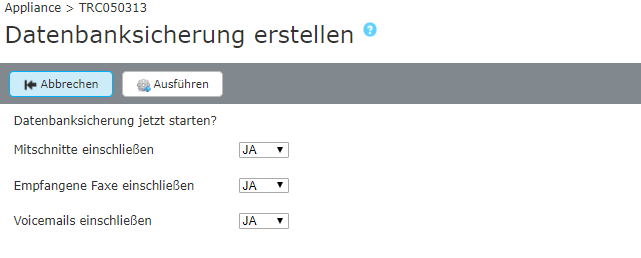 Appliance > TRC050313
Datenbanksicherung erstellen ?
Abbrechen Ausführen
Datenbanksicherung jetzt starten?
Mitschnitte einschließen JA
Empfangene Faxe einschließen JA
Voicemails einschließen JA